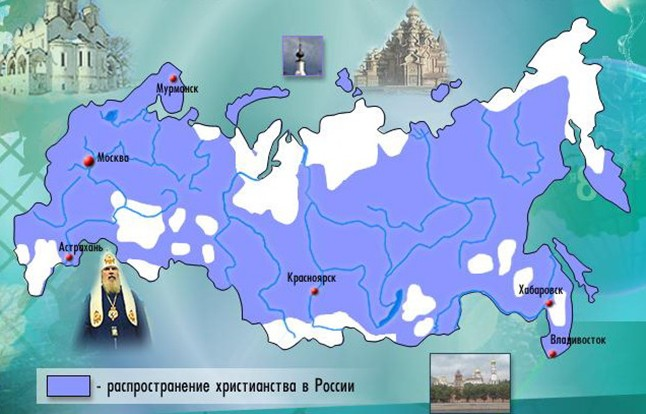 Мурманск
Москва
Астрахань
Красноярск
Хабаровск
Владивосток
- распространение христианства в России